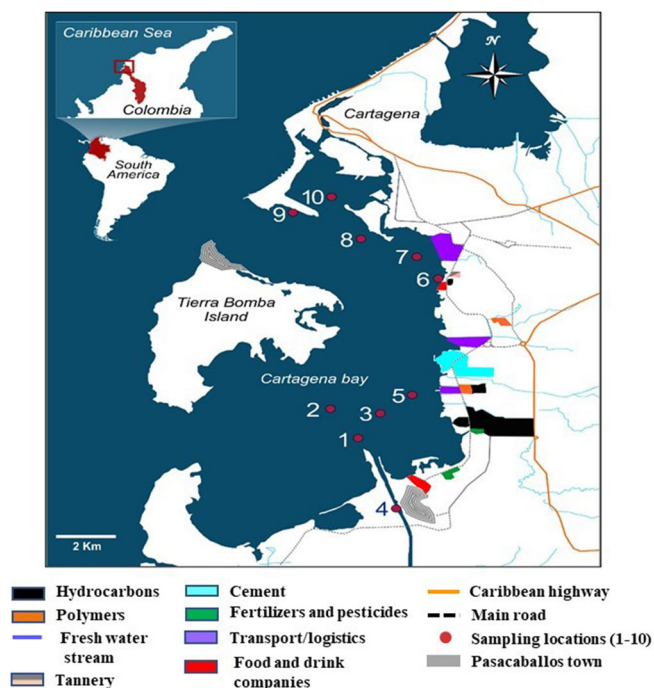 Caribbean Sea
Colombia
South
America
N
Cartagena
10
9
8
7
6
Tierra Bomba
Island
Cartagena bay
5
2
3
1
4
2 Km
Hydrocarbons
Polymers
Fresh water
stream
Tannery
Cement
Fertilizers and pesticides
Transport/logistics
Food and drink
companies
Caribbean highway
Main road
Sampling locations (1-10)
Pasacaballos town